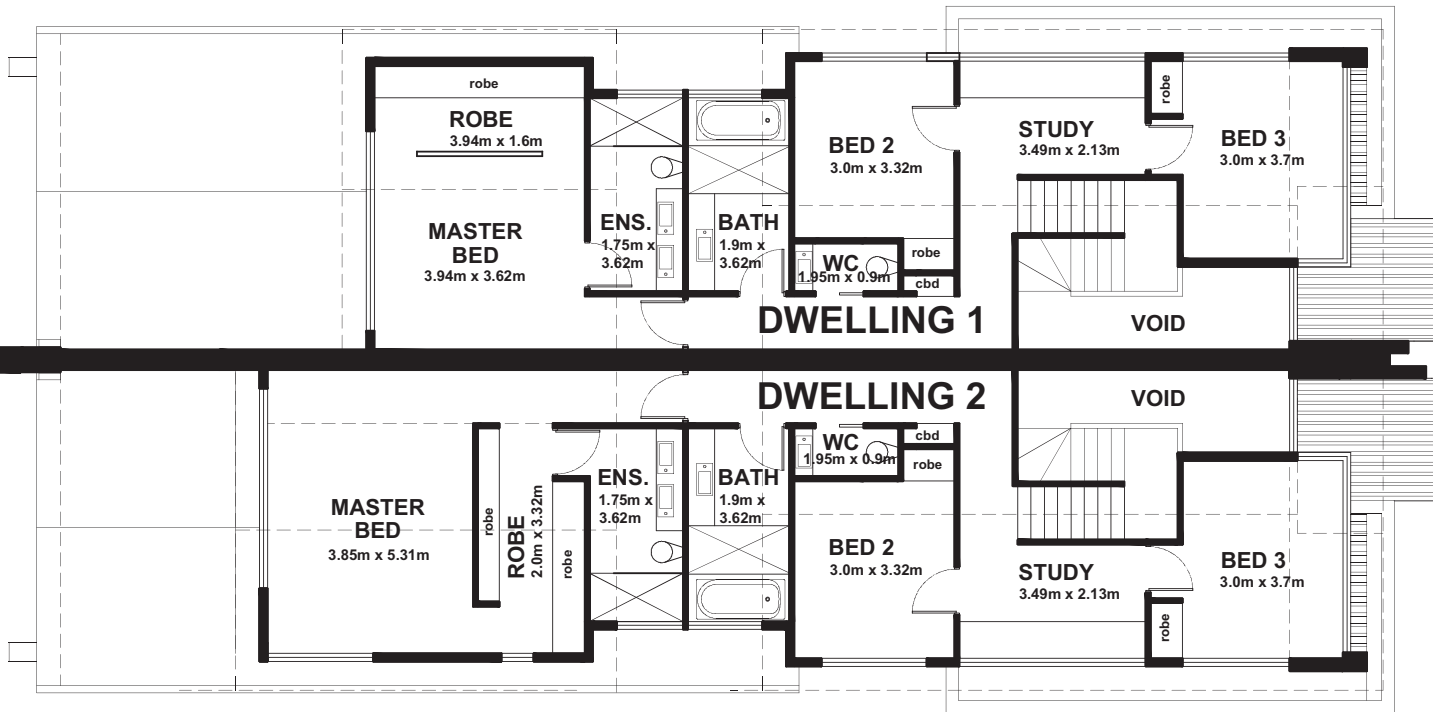 robe
ROBE
3.94m x 1.6m
MASTER
BED
3.94m x 3.62m
ENS.
1.75m x
3.62m
BATH
1.9m x
3.62m
BED 2
3.0m x 3.32m
WC
1.95m x 0.9m
robe
cbd
STUDY
3.49m x 2.13m
robe
BED 3
3.0m x 3.7m
DWELLING 1
VOID
DWELLING 2
VOID
MASTER
BED
3.85m x 5.31m
robe
ROBE
2.0m x 3.32m
robe
ENS.
1.75m x
3.62m
BATH
1.9m x
3.62m
WC
1.95m x 0.9m
cbd
robe
BED 2
3.0m x 3.32m
STUDY
3.49m x 2.13m
robe
BED 3
3.0m x 3.7m